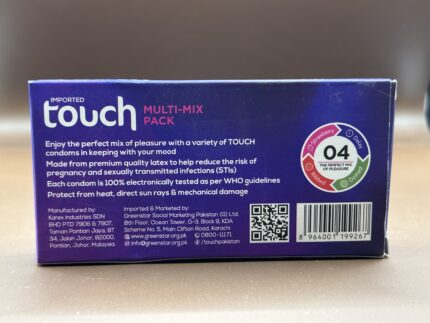 IMPORTED
touch
MULTI-MIX
PACK
Enjoy the perfect mix of pleasure with a variety of TOUCH
condoms in keeping with your mood
Made from premium quality latex to help reduce the risk of
pregnancy and sexually transmitted infections (STIs)
Each condom is 100% electronically tested as per WHO guidelines
Protect from heat, direct sun rays & mechanical damage
Manufactured by:
Karex Industries SDN
BHD PTD 7906 & 7907,
Taman Pontian Jaya, BT
34, Jalan Johor, 82000,
Pontian, Johor, Malaysia
Imported & Marketed by:
Greenstar Social Marketing Pakistan (G) Ltd.
8th Floor, Ocean Tower, G-3, Block 9, KDA
Scheme No. 5, Main Clifton Road, Karachi
www.greenstar.org.pk 0800-11171
info@greenstar.org.pk /touchpakistan
Strawberry
Delay
04
THE PERFECT MIX
OF PLEASURE
Ribbed
Dotted
8 964001 199267